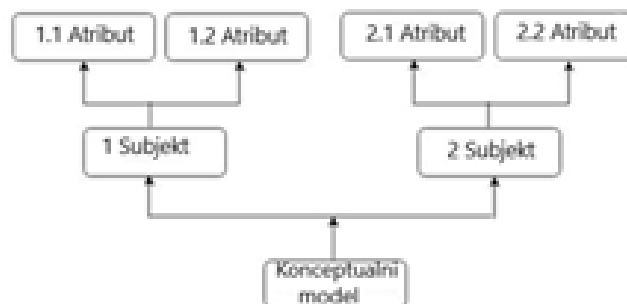 1.1 Atribut
1.2 Atribut
2.1 Atribut
2.2 Atribut
1 Subjekt
2 Subjekt
Konceptualni
model